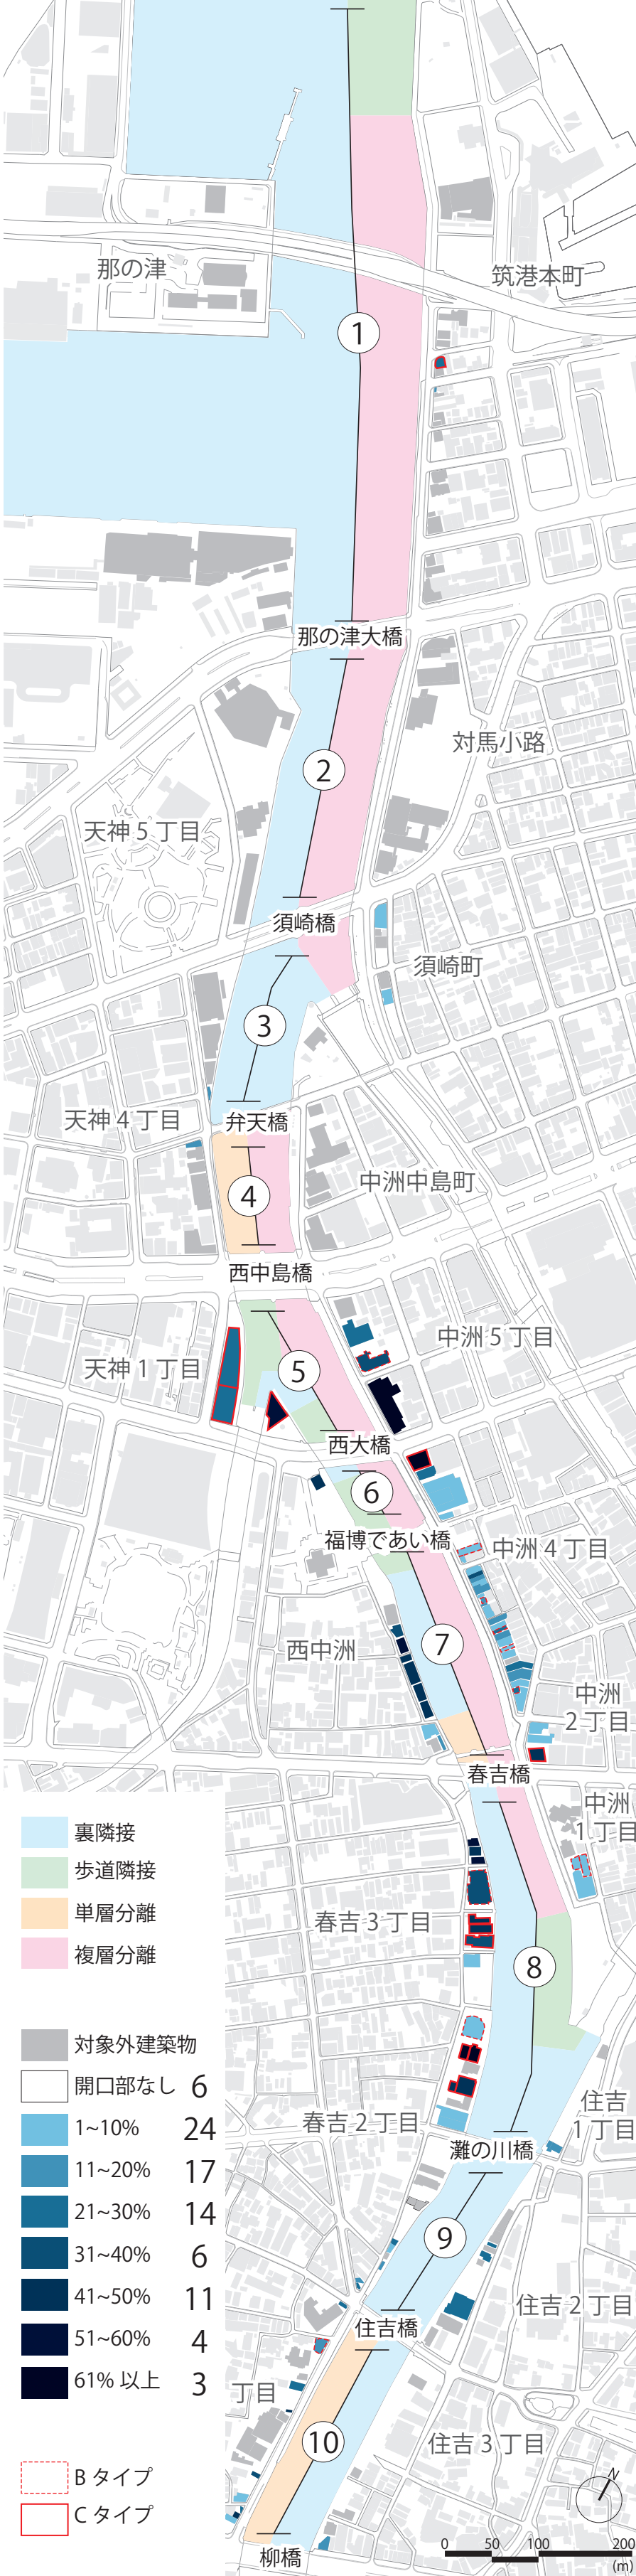 那の津
筑港本町
1
那の津大橋
対馬小路
2
天神 5 丁目
須崎橋
須崎町
3
天神 4 丁目
弁天橋
中洲中島町
4
西中島橋
中洲 5 丁目
天神 1 丁目
5
西大橋
6
福博であい橋
中洲 4 丁目
西中洲
7
中洲
2 丁目
春吉橋
中洲
1 丁目
春吉 3 丁目
8
住吉
1 丁目
春吉 2 丁目
灘の川橋
9
住吉 2 丁目
住吉橋
丁目
10
住吉 3 丁目
柳橋
裏隣接
歩道隣接
単層分離
複層分離
対象外建築物
開口部なし 6
1~10% 24
11~20% 17
21~30% 14
31~40% 6
41~50% 11
51~60% 4
61% 以上 3
B タイプ
C タイプ
N
0 50 100 200
(m)